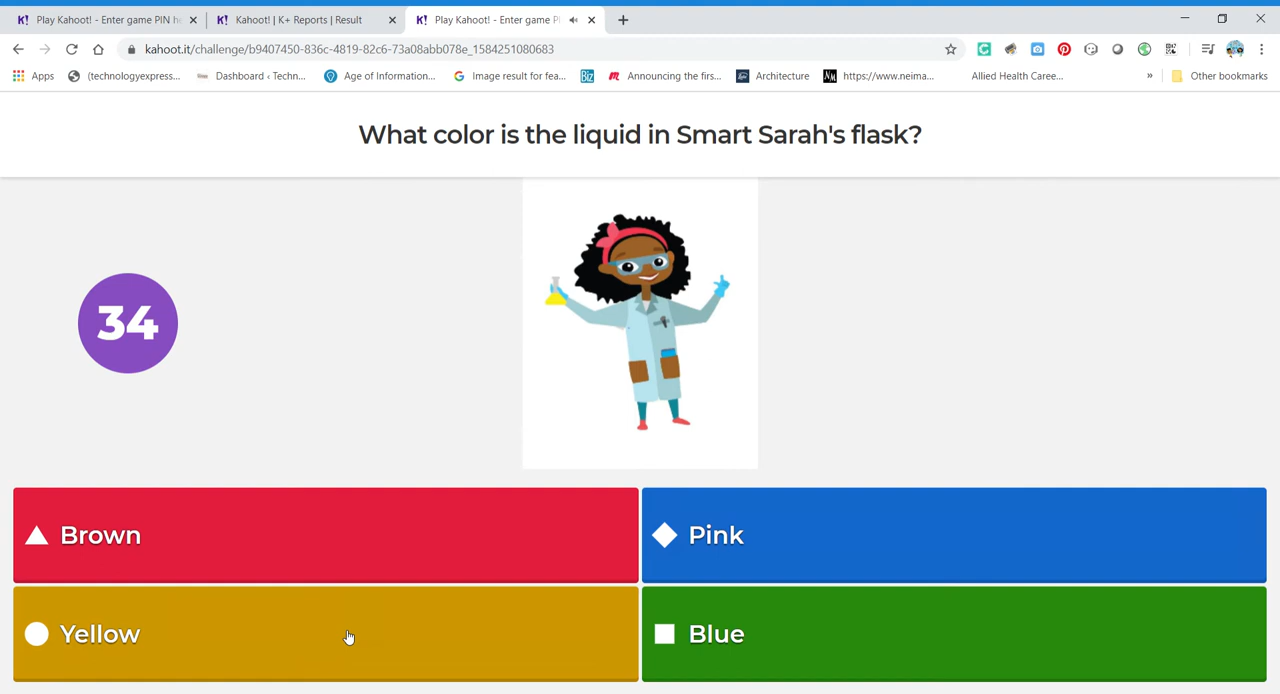 K! Play Kahoot! - Enter game PIN h
K! Kahoot! | K+ Reports | Result
K! Play Kahoot! - Enter game P
kahoot.it/challenge/b9407450-836c-4819-82c6-73a08abb078e_1584251080683
Apps
(technologyexpress...
Dashboard ‹ Techn...
Age of Information...
Image result for fea...
Biz
Announcing the firs...
Architecture
NM https://www.neima...
Allied Health Caree...
»
Other bookmarks
What color is the liquid in Smart Sarah's flask?
34
Brown
Pink
Yellow
Blue